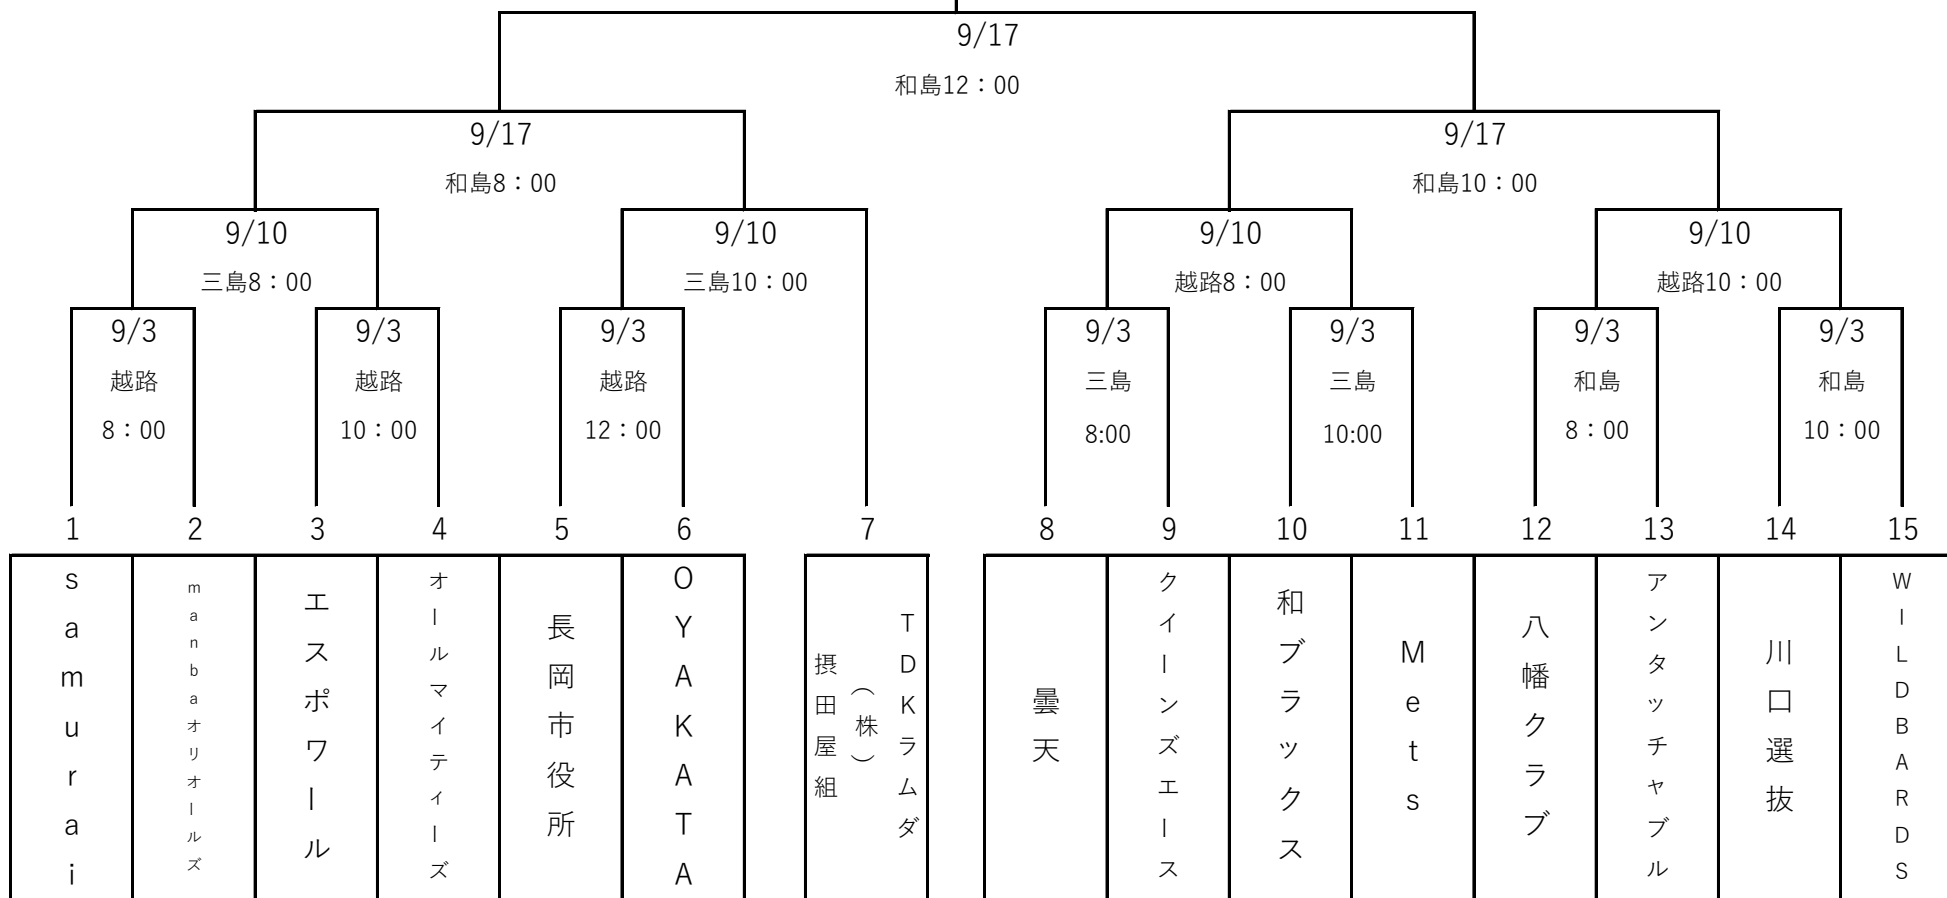 9/17
和島12：00
9/17
9/17
和島8：00
和島10：00
9/10
9/10
9/10
9/10
三島8：00
三島10：00
越路8：00
越路10：00
9/3
9/3
9/3
9/3
9/3
9/3
9/3
越路
越路
越路
三島
三島
和島
和島
8：00
10：00
12：00
8:00
10:00
8：00
10：00
1
2
3
4
5
6
7
8
9
10
11
12
13
14
15
samurai
manbaオリオールズ
エスポワール
オールマイティーズ
長岡市役所
OYAKATA
TDKラムダ
（株）
摂田屋組
曇天
クイーンズエース
和ブラックス
Mets
八幡クラブ
アンタッチャブル
川口選抜
WILDBARDS